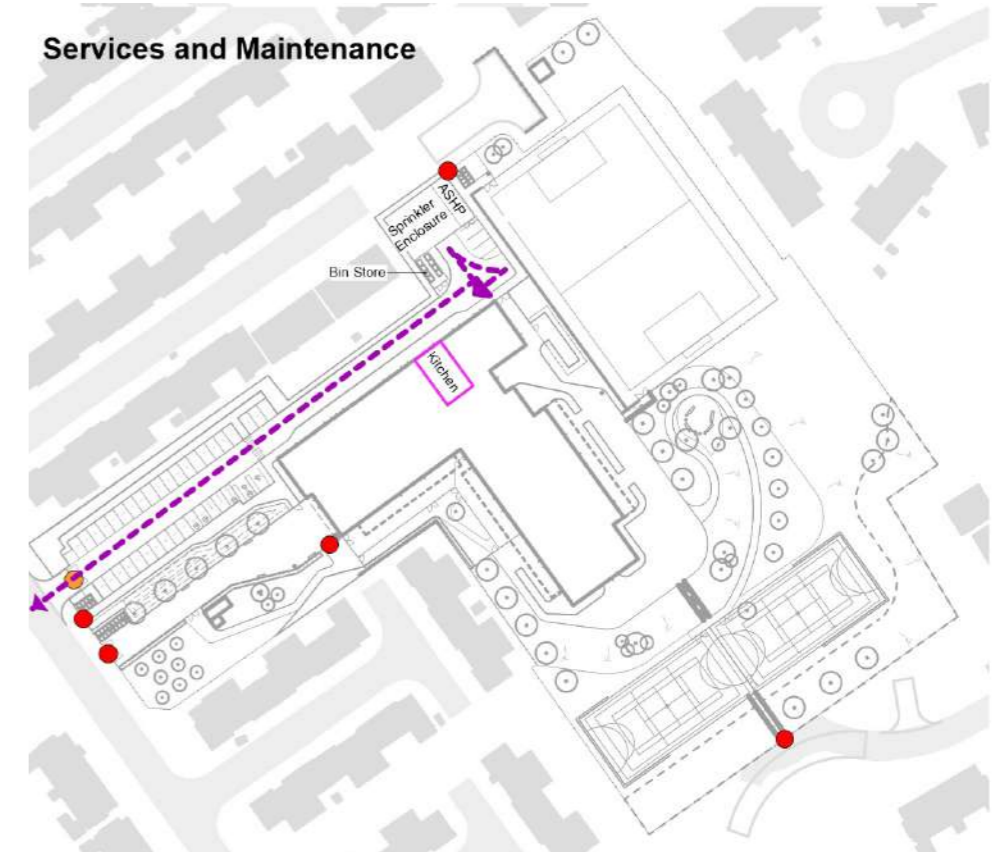 Services and Maintenance
ASHP
Sprinkler
Enclosure
Bin Store
Kitchen